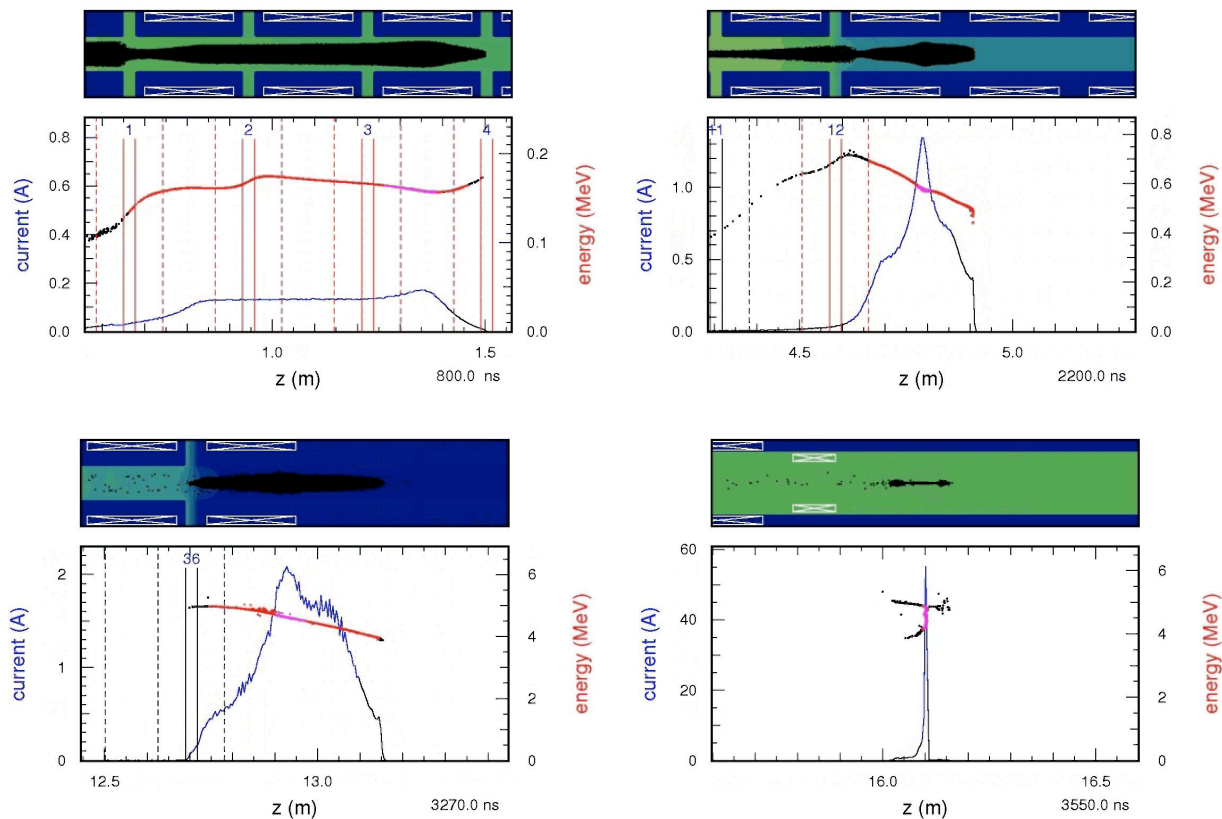 1 2 3 4
0.8
0.6
0.4
0.2
0.0
current (A)
0.2
0.1
0.0
energy (MeV)
1.0 1.5
z (m)
800.0 ns
11 12
1.0
0.5
0.0
current (A)
0.8
0.6
0.4
0.2
0.0
energy (MeV)
4.5 5.0
z (m)
2200.0 ns
36
2
1
0
current (A)
6
4
2
0
energy (MeV)
12.5 13.0
z (m)
3270.0 ns
60
50
40
30
20
10
0
current (A)
6
4
2
0
energy (MeV)
16.0 16.5
z (m)
3550.0 ns